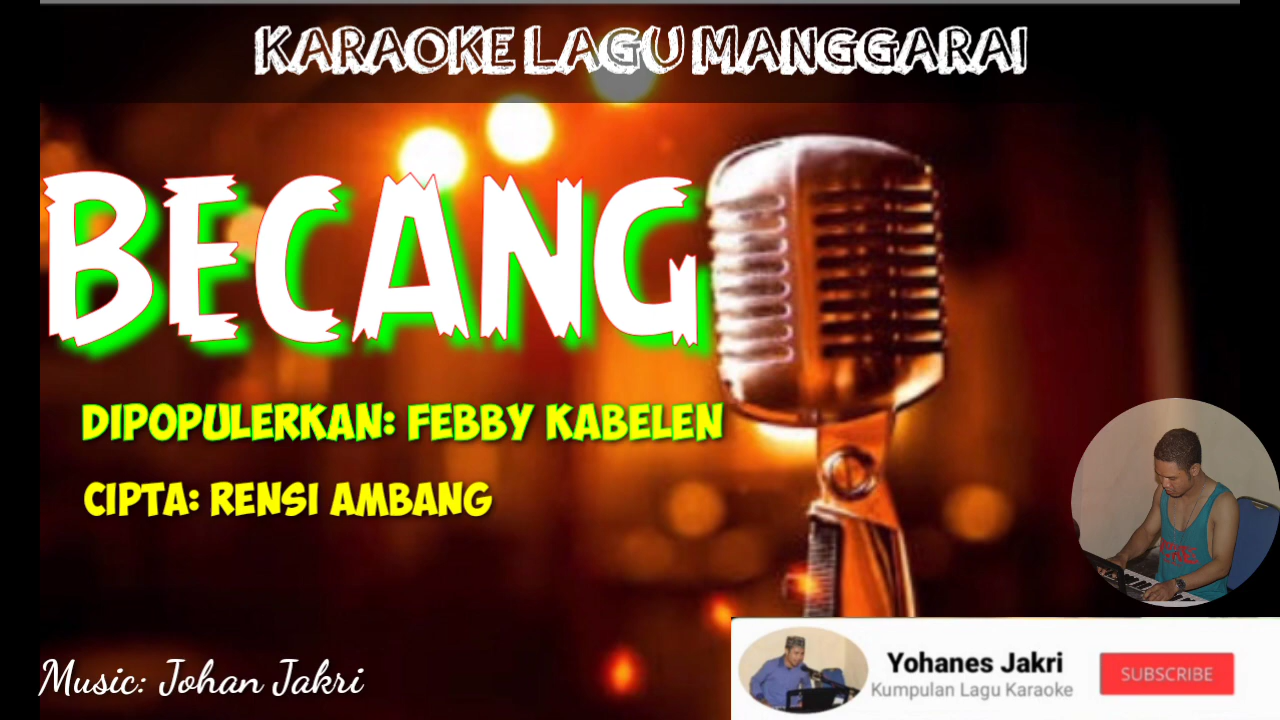 KARAOKE LAGU MANGGARAI
BECANG
DIPOPULERKAN: FEBBY KABELEN
CIPTA: RENSI AMBANG
Music: Johan Jakri
Yohanes Jakri
Kumpulan Lagu Karaoke
SUBSCRIBE